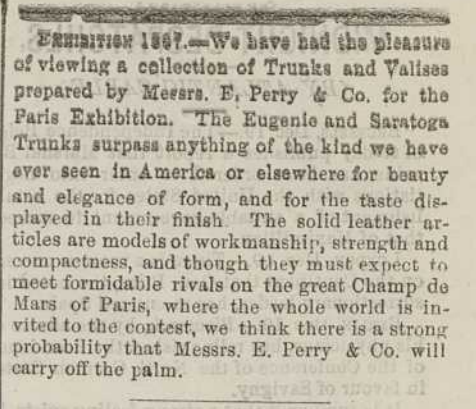 EXHIBITION 1867.—We have had the pleasure
of viewing a collection of Trunks and Valises
prepared by Messrs. E. Perry & Co. for the
Paris Exhibition. The Eugenie and Saratoga
Trunks surpass anything of the kind we have
ever seen in America or elsewhere for beauty
and elegance of form, and for the taste dis-
played in their finish. The solid leather ar-
ticles are models of workmanship, strength and
compactness, and though they must expect to
meet formidable rivals on the great Champ de
Mars of Paris, where the whole world is in-
vited to the contest, we think there is a strong
probability that Messrs. E. Perry & Co. will
carry off the palm.